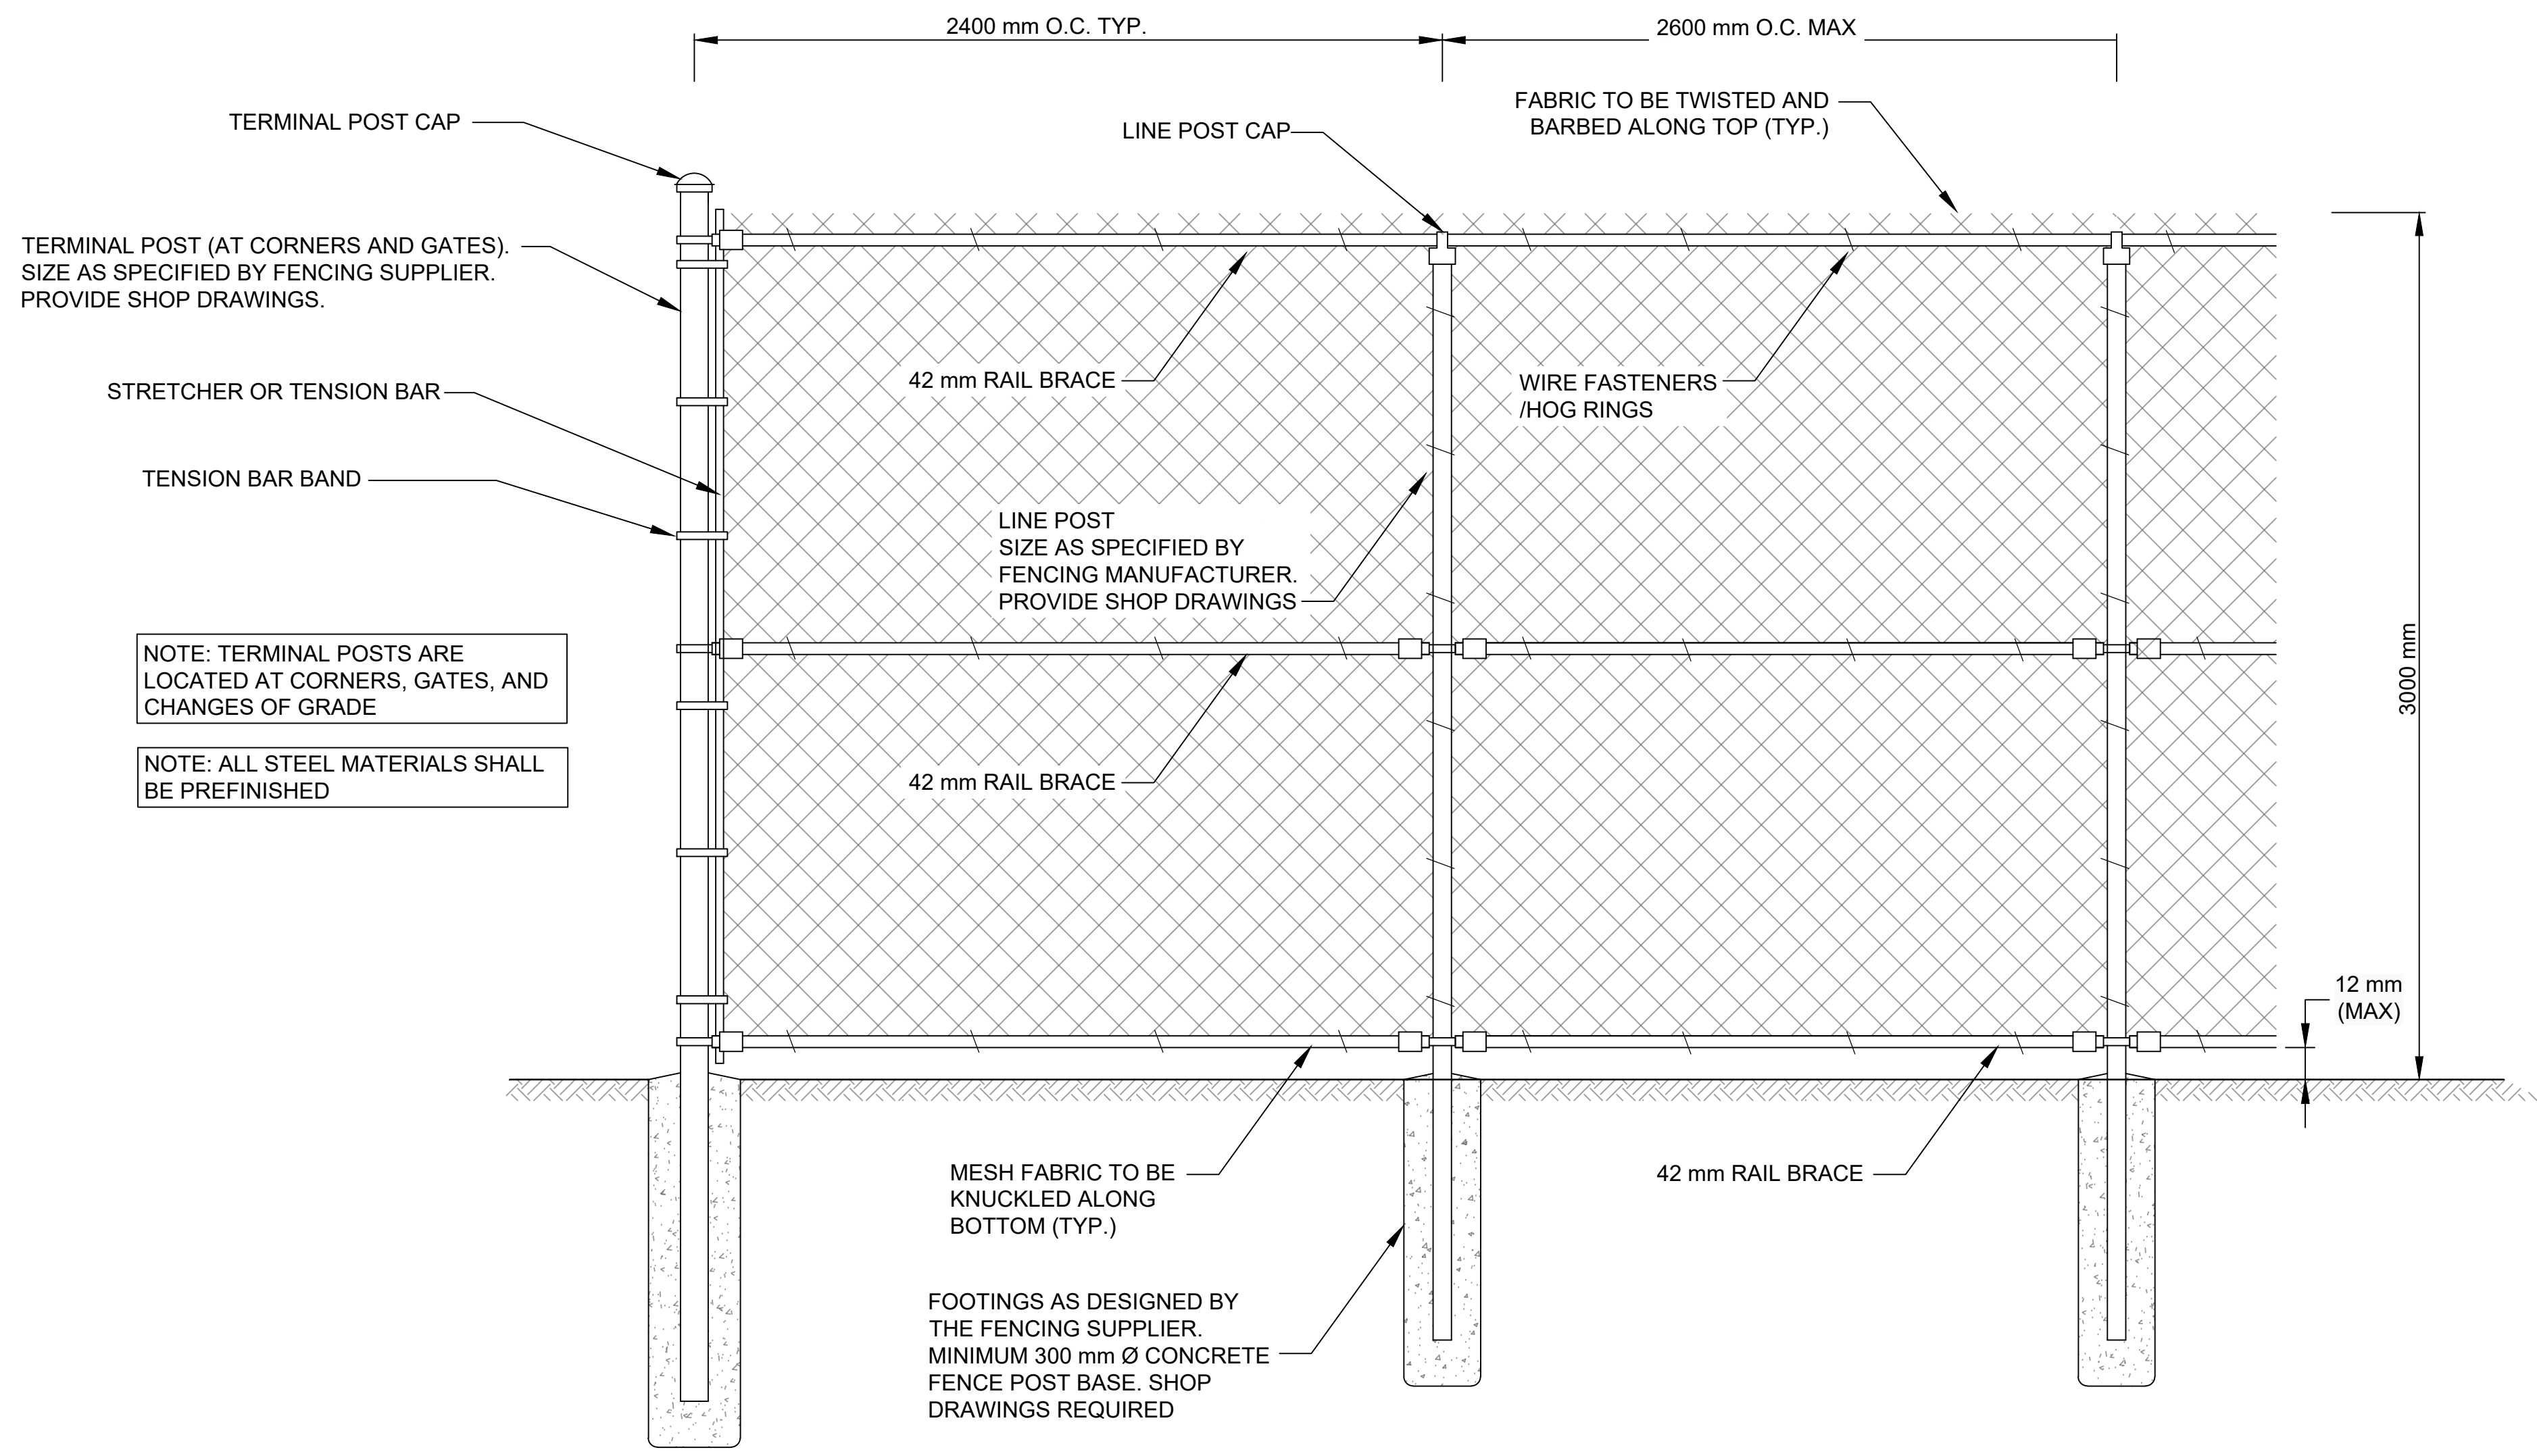 2400 mm O.C. TYP.
2600 mm O.C. MAX
TERMINAL POST CAP
LINE POST CAP
FABRIC TO BE TWISTED AND
BARBED ALONG TOP (TYP.)
TERMINAL POST (AT CORNERS AND GATES).
SIZE AS SPECIFIED BY FENCING SUPPLIER.
PROVIDE SHOP DRAWINGS.
STRETCHER OR TENSION BAR
42 mm RAIL BRACE
WIRE FASTENERS
/HOG RINGS
TENSION BAR BAND
LINE POST
SIZE AS SPECIFIED BY
FENCING MANUFACTURER.
PROVIDE SHOP DRAWINGS
NOTE: TERMINAL POSTS ARE
LOCATED AT CORNERS, GATES, AND
CHANGES OF GRADE
3000 mm
NOTE: ALL STEEL MATERIALS SHALL
BE PREFINISHED
42 mm RAIL BRACE
12 mm
(MAX)
MESH FABRIC TO BE
KNUCKLED ALONG
BOTTOM (TYP.)
42 mm RAIL BRACE
FOOTINGS AS DESIGNED BY
THE FENCING SUPPLIER.
MINIMUM 300 mm Ø CONCRETE
FENCE POST BASE. SHOP
DRAWINGS REQUIRED